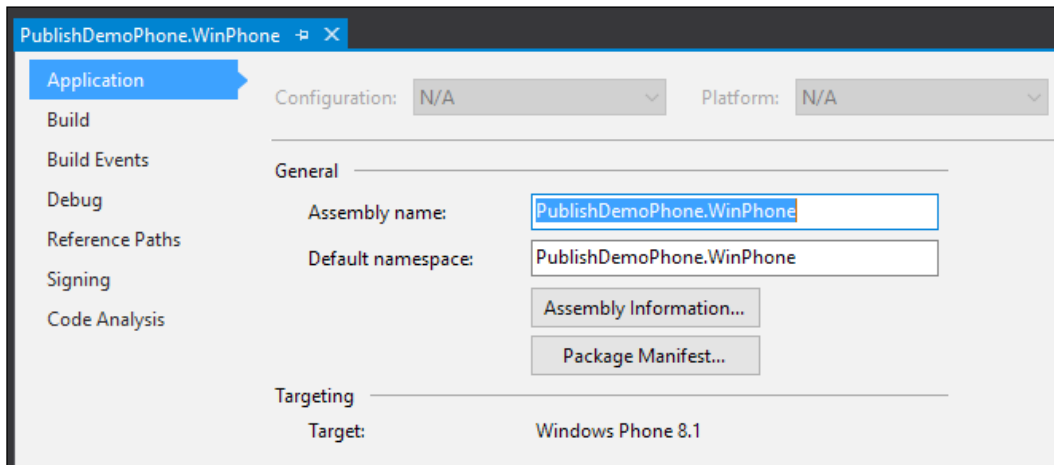 PublishDemoPhone.WinPhone
Application
Build
Build Events
Debug
Reference Paths
Signing
Code Analysis
Configuration: N/A Platform: N/A
General
Assembly name: PublishDemoPhone.WinPhone
Default namespace: PublishDemoPhone.WinPhone
Assembly Information...
Package Manifest...
Targeting
Target: Windows Phone 8.1